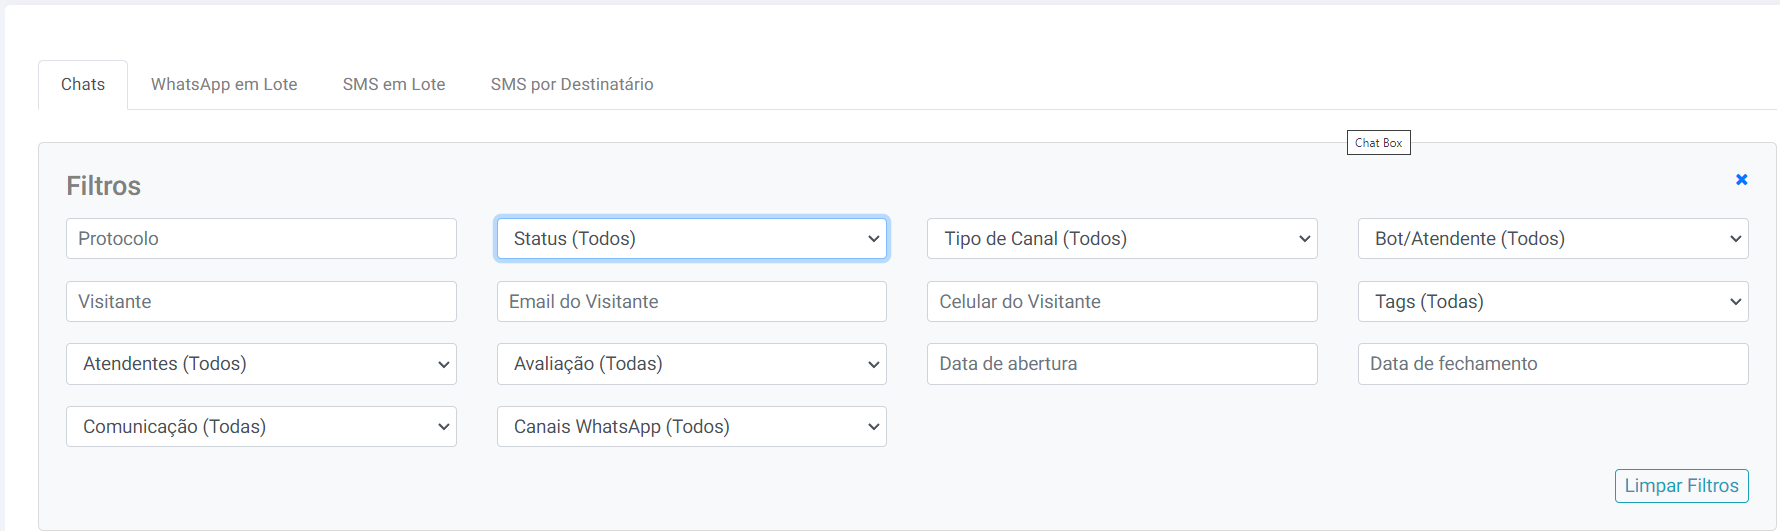 Chats WhatsApp em Lote SMS em Lote SMS por Destinatário
Chat Box
Filtros
Protocolo Status (Todos) Tipo de Canal (Todos) Bot/Atendente (Todos)
Visitante Email do Visitante Celular do Visitante Tags (Todas)
Atendentes (Todos) Avaliação (Todas) Data de abertura Data de fechamento
Comunicação (Todas) Canais WhatsApp (Todos)
Limpar Filtros